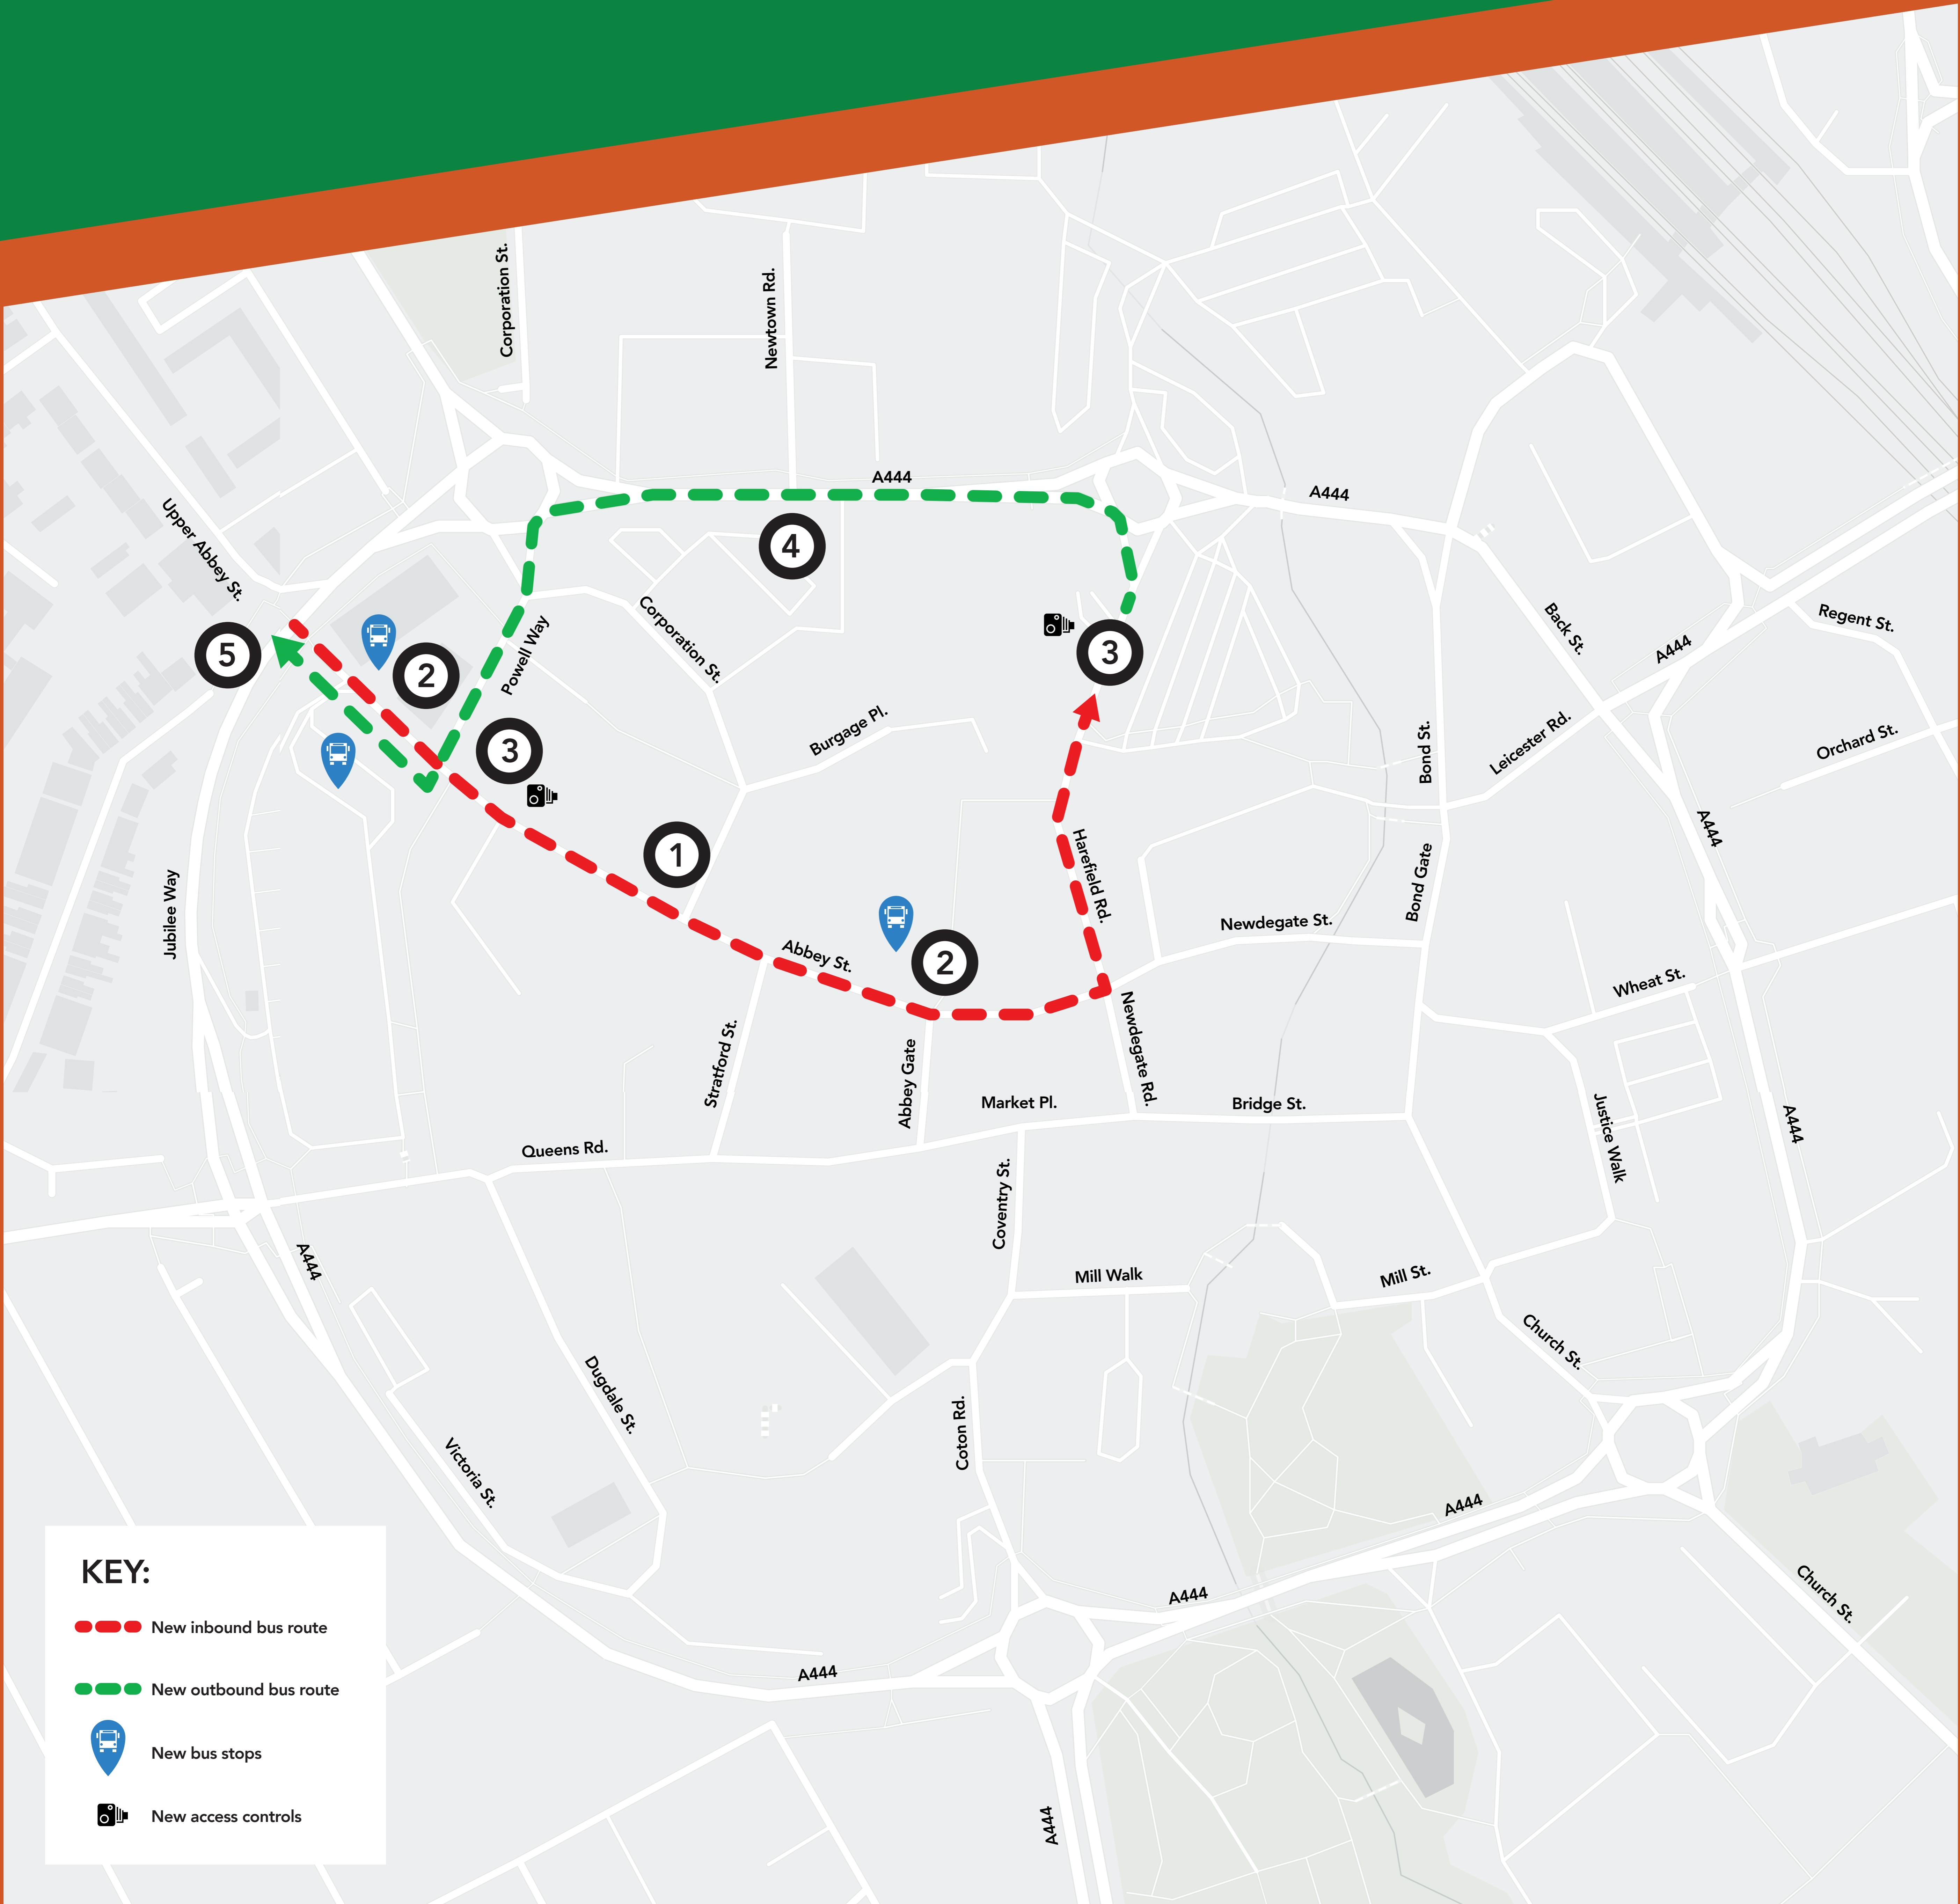 Corporation St.
Newtown Rd.
A444
A444
Upper Abbey St.
4
Corporation St.
Powell Way
5
2
3
3
Back St.
Regent St.
A444
Burgage Pl.
Bond St.
Leicester Rd.
Orchard St.
1
Harefield Rd.
A444
Jubilee Way
Bond Gate
Abbey St.
2
Newdegate St.
Wheat St.
Stratford St.
Abbey Gate
Newdegate Rd.
Market Pl.
Bridge St.
Justice Walk
A444
Queens Rd.
Coventry St.
A444
Mill Walk
Mill St.
Church St.
Dugdale St.
Coton Rd.
Victoria St.
A444
A444
Church St.
A444
A444
KEY:
New inbound bus route
New outbound bus route
New bus stops
New access controls